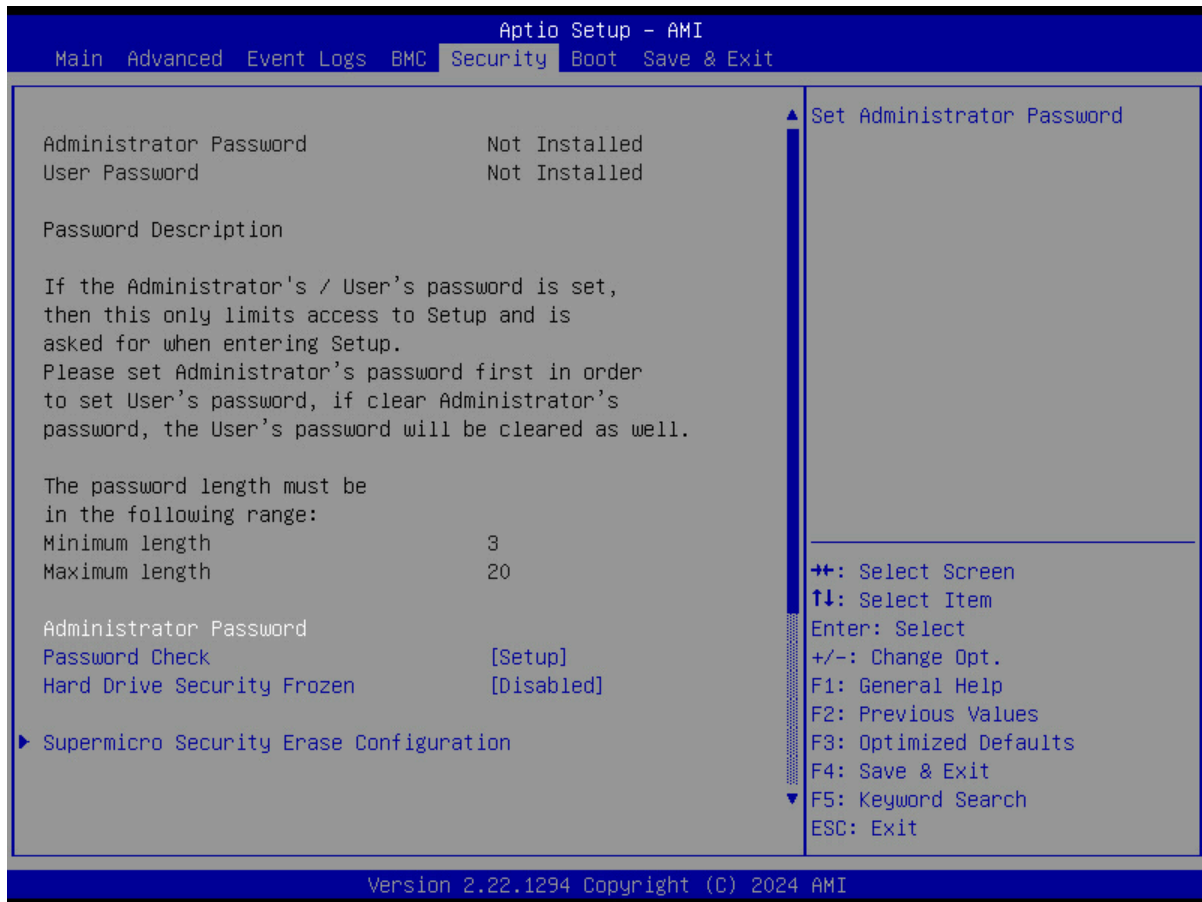 Aptio Setup – AMI
Main Advanced Event Logs BMC Security Boot Save & Exit
Administrator Password Not Installed
User Password Not Installed
Password Description
If the Administrator's / User's password is set,
then this only limits access to Setup and is
asked for when entering Setup.
Please set Administrator's password first in order
to set User's password, if clear Administrator's
password, the User's password will be cleared as well.
The password length must be
in the following range:
Minimum length 3
Maximum length 20
Administrator Password
Password Check [Setup]
Hard Drive Security Frozen [Disabled]
▶ Supermicro Security Erase Configuration
Set Administrator Password
→←: Select Screen
↑↓: Select Item
Enter: Select
+/-: Change Opt.
F1: General Help
F2: Previous Values
F3: Optimized Defaults
F4: Save & Exit
F5: Keyword Search
ESC: Exit
Version 2.22.1294 Copyright (C) 2024 AMI